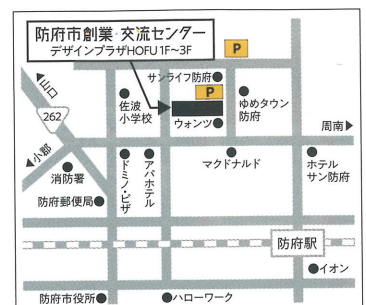 防府市創業・交流センター
デザインプラザHOFU 1F~3F
P
サンライフ防府
P
ゆめタウン
防府
山口
262
佐波
小学校
ウォンツ
周南
小郡
消防署
ドミノ・ピザ
アパホテル
マクドナルド
ホテル
サン防府
防府郵便局
防府駅
イオン
防府市役所
ハローワーク